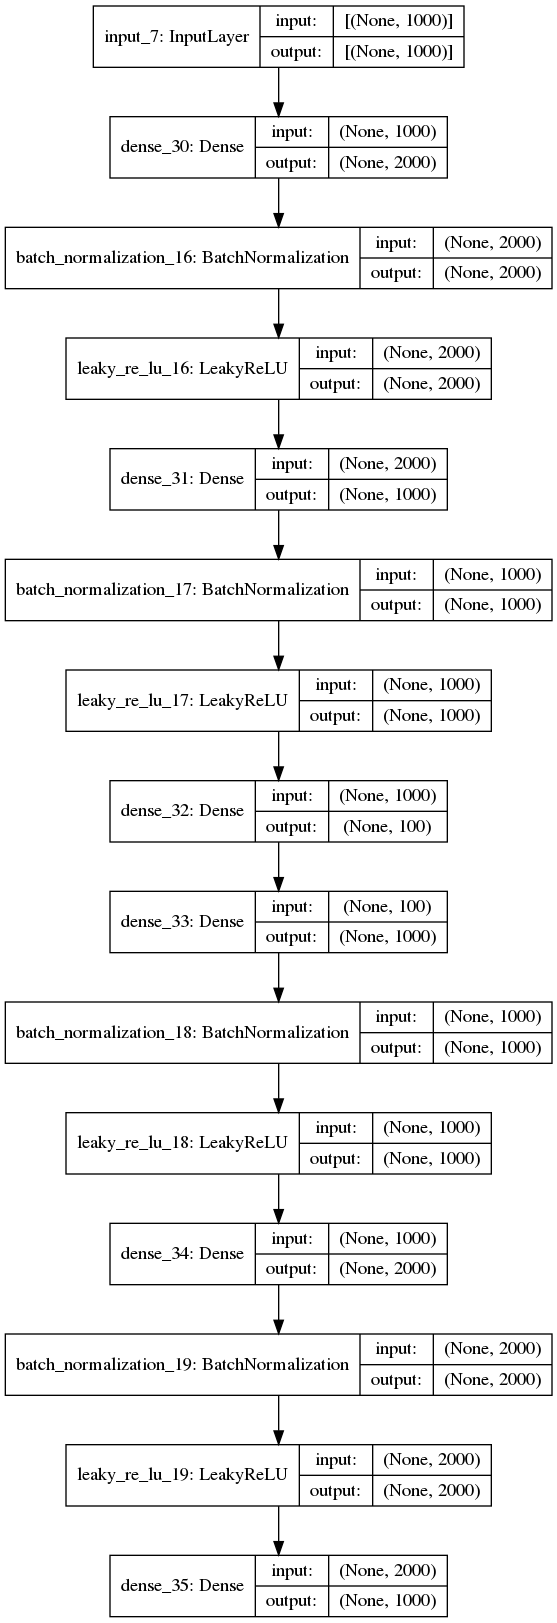 input_7: InputLayer
input:
[(None, 1000)]
output:
[(None, 1000)]
dense_30: Dense
input:
(None, 1000)
output:
(None, 2000)
batch_normalization_16: BatchNormalization
input:
(None, 2000)
output:
(None, 2000)
leaky_re_lu_16: LeakyReLU
input:
(None, 2000)
output:
(None, 2000)
dense_31: Dense
input:
(None, 2000)
output:
(None, 1000)
batch_normalization_17: BatchNormalization
input:
(None, 1000)
output:
(None, 1000)
leaky_re_lu_17: LeakyReLU
input:
(None, 1000)
output:
(None, 1000)
dense_32: Dense
input:
(None, 1000)
output:
(None, 100)
dense_33: Dense
input:
(None, 100)
output:
(None, 1000)
batch_normalization_18: BatchNormalization
input:
(None, 1000)
output:
(None, 1000)
leaky_re_lu_18: LeakyReLU
input:
(None, 1000)
output:
(None, 1000)
dense_34: Dense
input:
(None, 1000)
output:
(None, 2000)
batch_normalization_19: BatchNormalization
input:
(None, 2000)
output:
(None, 2000)
leaky_re_lu_19: LeakyReLU
input:
(None, 2000)
output:
(None, 2000)
dense_35: Dense
input:
(None, 2000)
output:
(None, 1000)